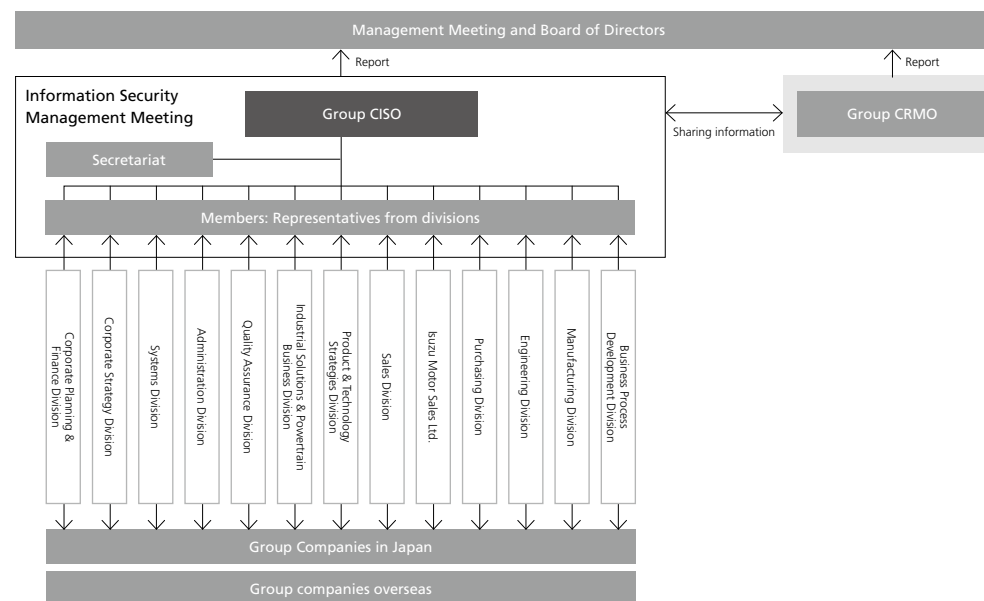 Management Meeting and Board of Directors
Report
Report
Information Security
Management Meeting
Group CISO
Group CRMO
Sharing information
Secretariat
Members: Representatives from divisions
Corporate Planning &
Finance Division
Corporate Strategy Division
Systems Division
Administration Division
Quality Assurance Division
Industrial Solutions & Powertrain
Business Division
Product & Technology
Strategies Division
Sales Division
Isuzu Motor Sales Ltd.
Purchasing Division
Engineering Division
Manufacturing Division
Business Process
Development Division
Group Companies in Japan
Group companies overseas